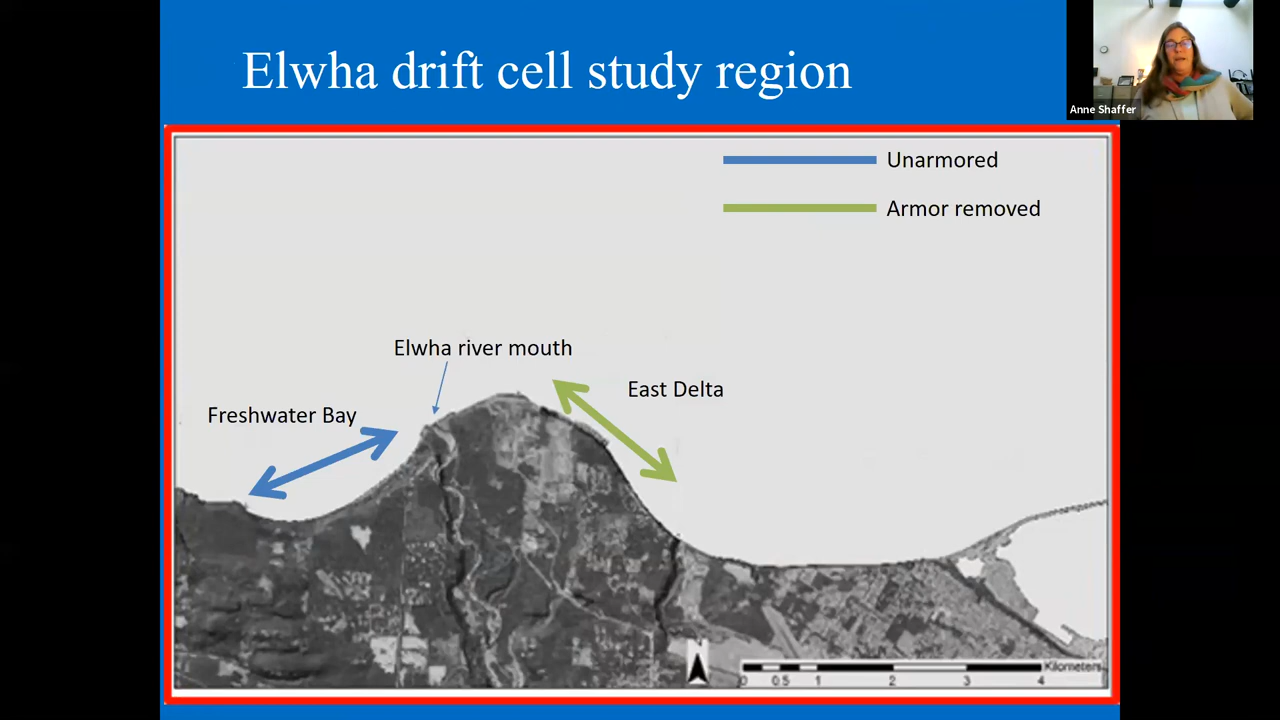 Elwha drift cell study region
Anne Shaffer
Unarmored
Armor removed
Elwha river mouth
East Delta
Freshwater Bay
N
Kilometers
0 0.5 1 2 3 4